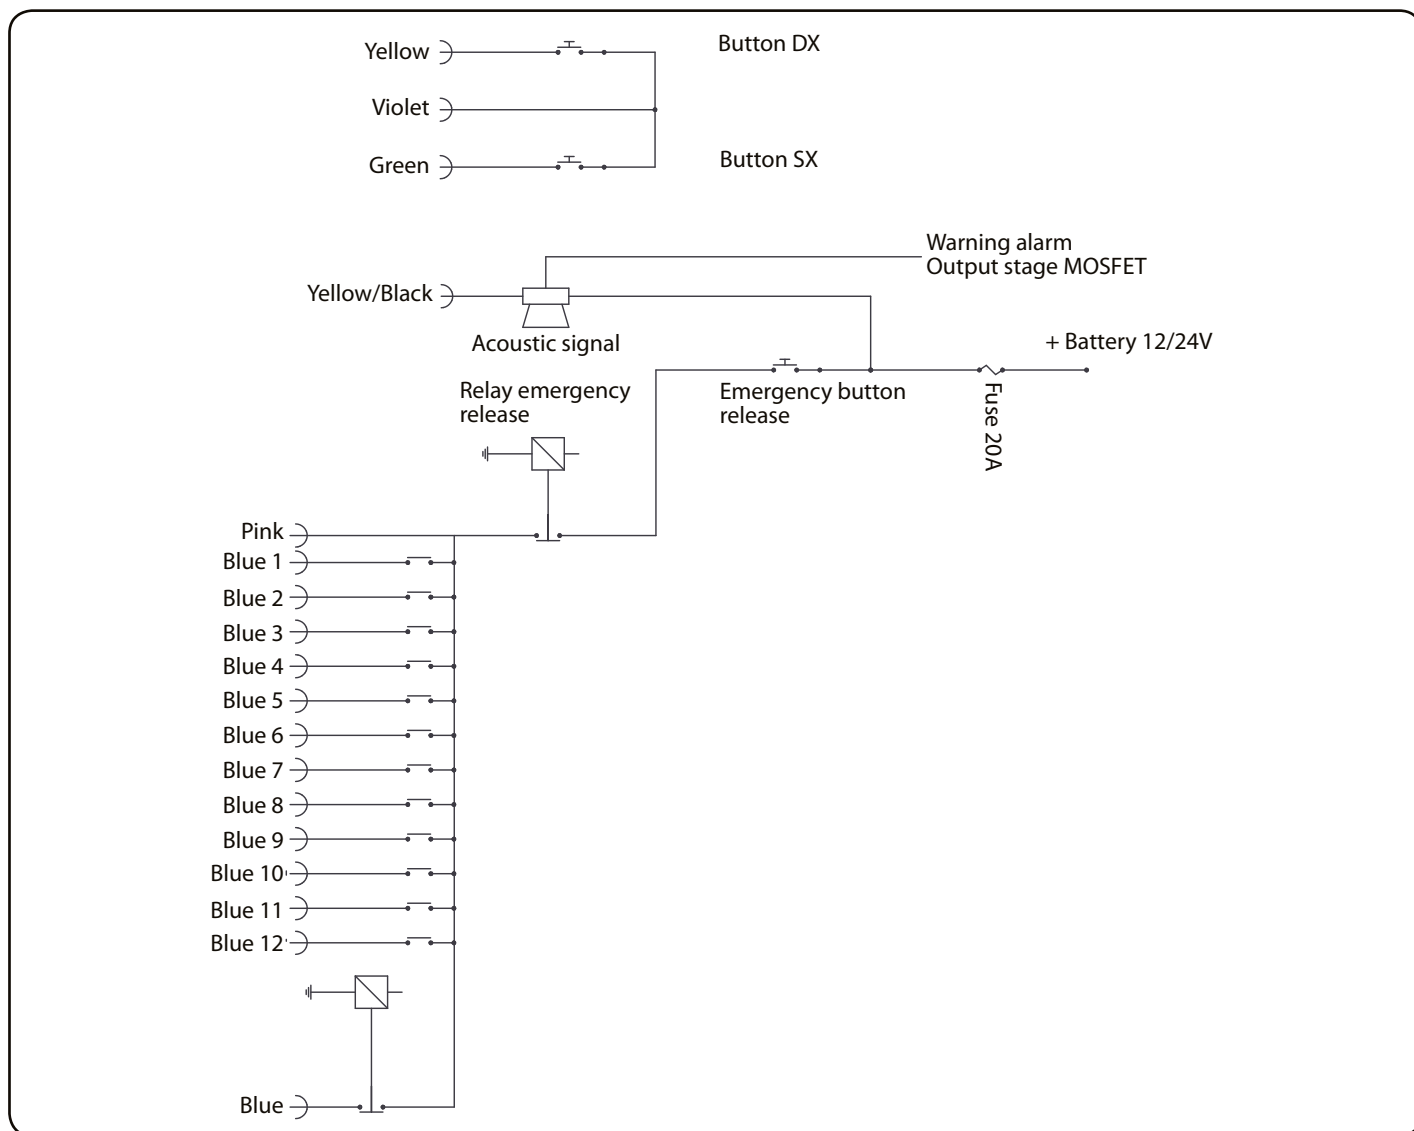 Yellow
Button DX
Violet
Green
Button SX
Warning alarm
Output stage MOSFET
Yellow/Black
Acoustic signal
+ Battery 12/24V
Relay emergency
release
Emergency button
release
Fuse 20A
Pink
Blue 1
Blue 2
Blue 3
Blue 4
Blue 5
Blue 6
Blue 7
Blue 8
Blue 9
Blue 10
Blue 11
Blue 12
Blue